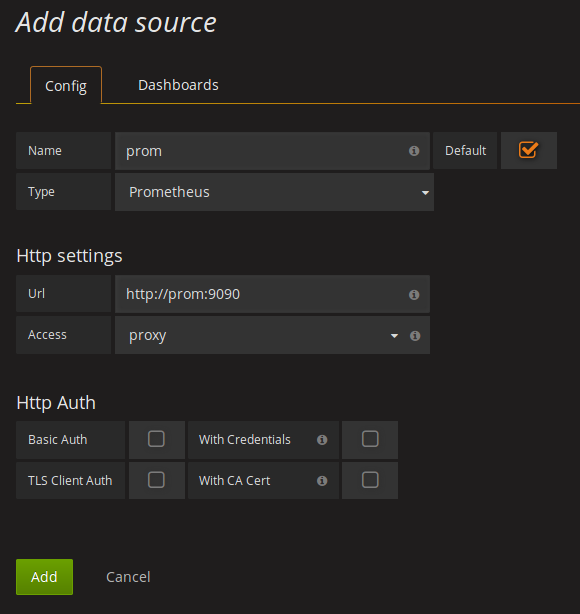 Add data source
Config Dashboards
Name prom Default
Type Prometheus
Http settings
Url http://prom:9090
Access proxy
Http Auth
Basic Auth With Credentials
TLS Client Auth With CA Cert
Add Cancel